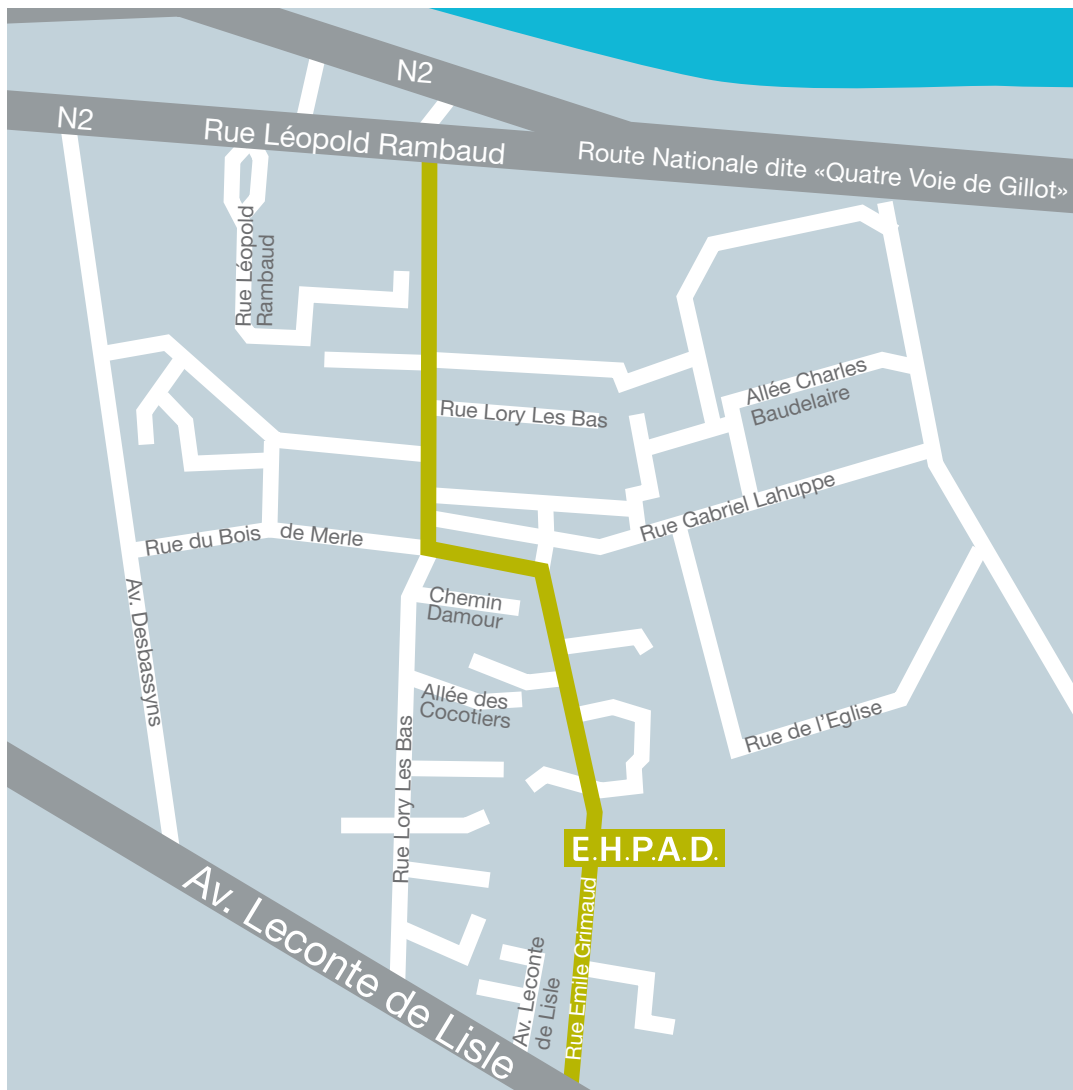 N2
N2
Rue Léopold Rambaud
Route Nationale dite «Quatre Voie de Gillot»
Rue Léopold
Rambaud
Allée Charles
Baudelaire
Rue Lory Les Bas
Rue Gabriel Lahuppe
Rue du Bois de Merle
Av. Desbassyns
Chemin
Damour
Allée des
Cocotiers
Rue de l'Eglise
Rue Lory Les Bas
E.H.P.A.D.
Av. Leconte de Lisle
Av. Leconte
de Lisle
Rue Emile Grimaud